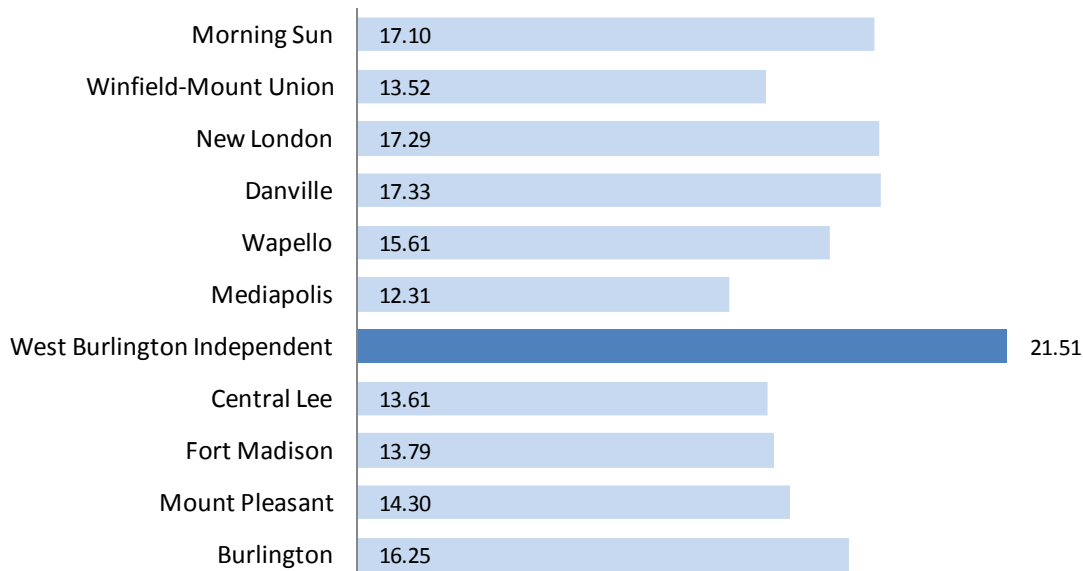 Morning Sun 17.10
Winfield-Mount Union 13.52
New London 17.29
Danville 17.33
Wapello 15.61
Mediapolis 12.31
West Burlington Independent 21.51
Central Lee 13.61
Fort Madison 13.79
Mount Pleasant 14.30
Burlington 16.25